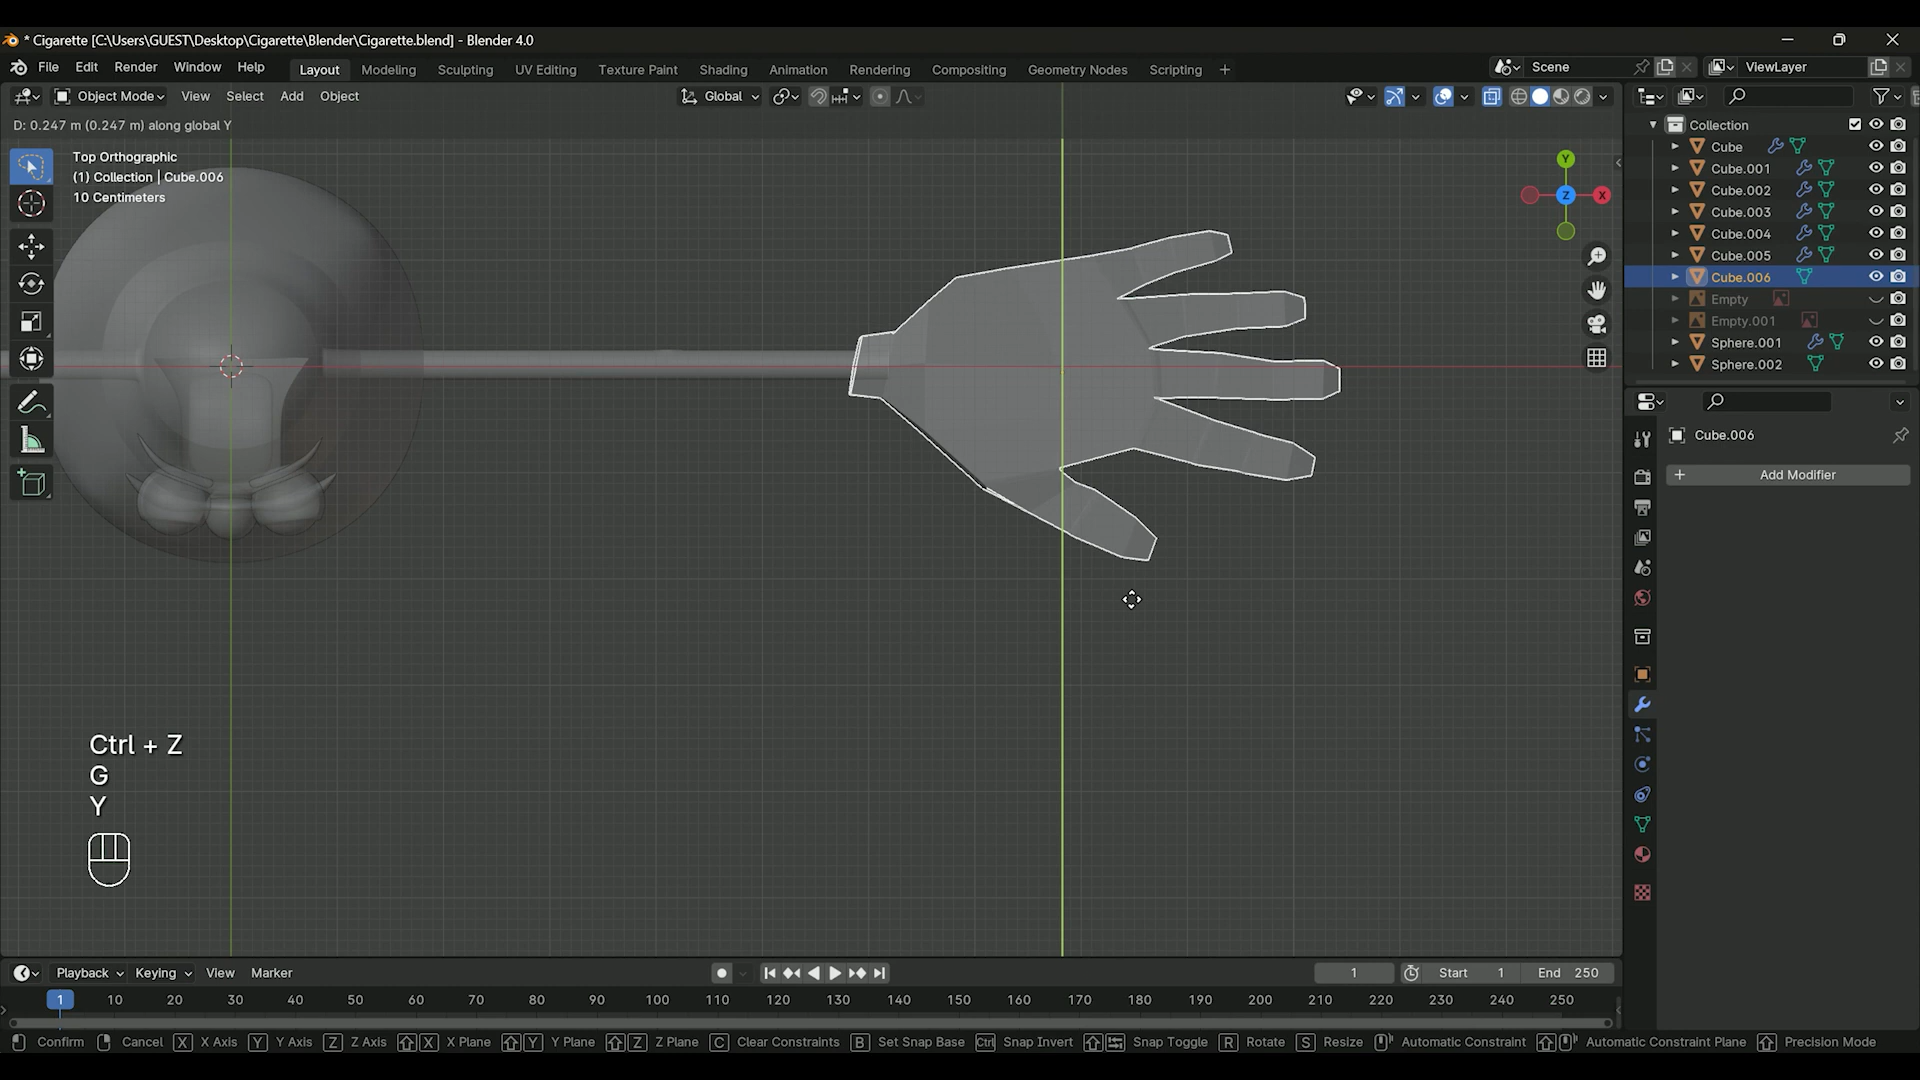 * Cigarette [C:\Users\GUEST\Desktop\Cigarette\Blender\Cigarette.blend] - Blender 4.0
File Edit Render Window Help Layout Modeling Sculpting UV Editing Texture Paint Shading Animation Rendering Compositing Geometry Nodes Scripting + Scene ViewLayer
Object Mode View Select Add Object Global
D: 0.247 m (0.247 m) along global Y
Top Orthographic
(1) Collection | Cube.006
10 Centimeters
Y
Z
X
Collection
Cube
Cube.001
Cube.002
Cube.003
Cube.004
Cube.005
Cube.006
Empty
Empty.001
Sphere.001
Sphere.002
Cube.006
+ Add Modifier
Ctrl + Z
G
Y
Playback Keying View Marker 1 Start 1 End 250
1 10 20 30 40 50 60 70 80 90 100 110 120 130 140 150 160 170 180 190 200 210 220 230 240 250
Confirm Cancel X X Axis Y Y Axis Z Z Axis X X Plane Y Y Plane Z Z Plane C Clear Constraints B Set Snap Base Ctrl Snap Invert Snap Toggle R Rotate S Resize Automatic Constraint Automatic Constraint Plane Precision Mode